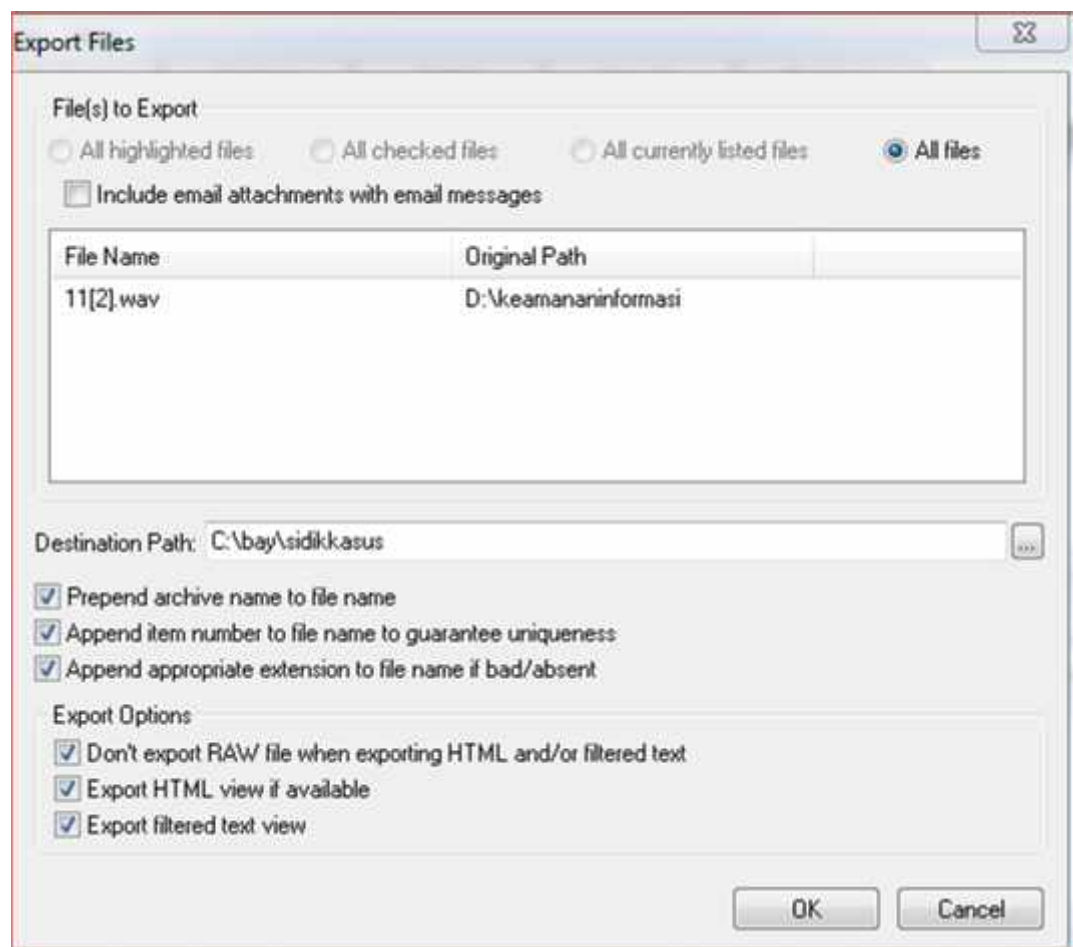 Export Files
File(s) to Export
All highlighted files All checked files All currently listed files All files
Include email attachments with email messages
File Name Original Path
11[2].wav D:\keamananinformasi
Destination Path: C:\bay\sidikkasus ...
Prepend archive name to file name
Append item number to file name to guarantee uniqueness
Append appropriate extension to file name if bad/absent
Export Options
Don't export RAW file when exporting HTML and/or filtered text
Export HTML view if available
Export filtered text view
OK Cancel